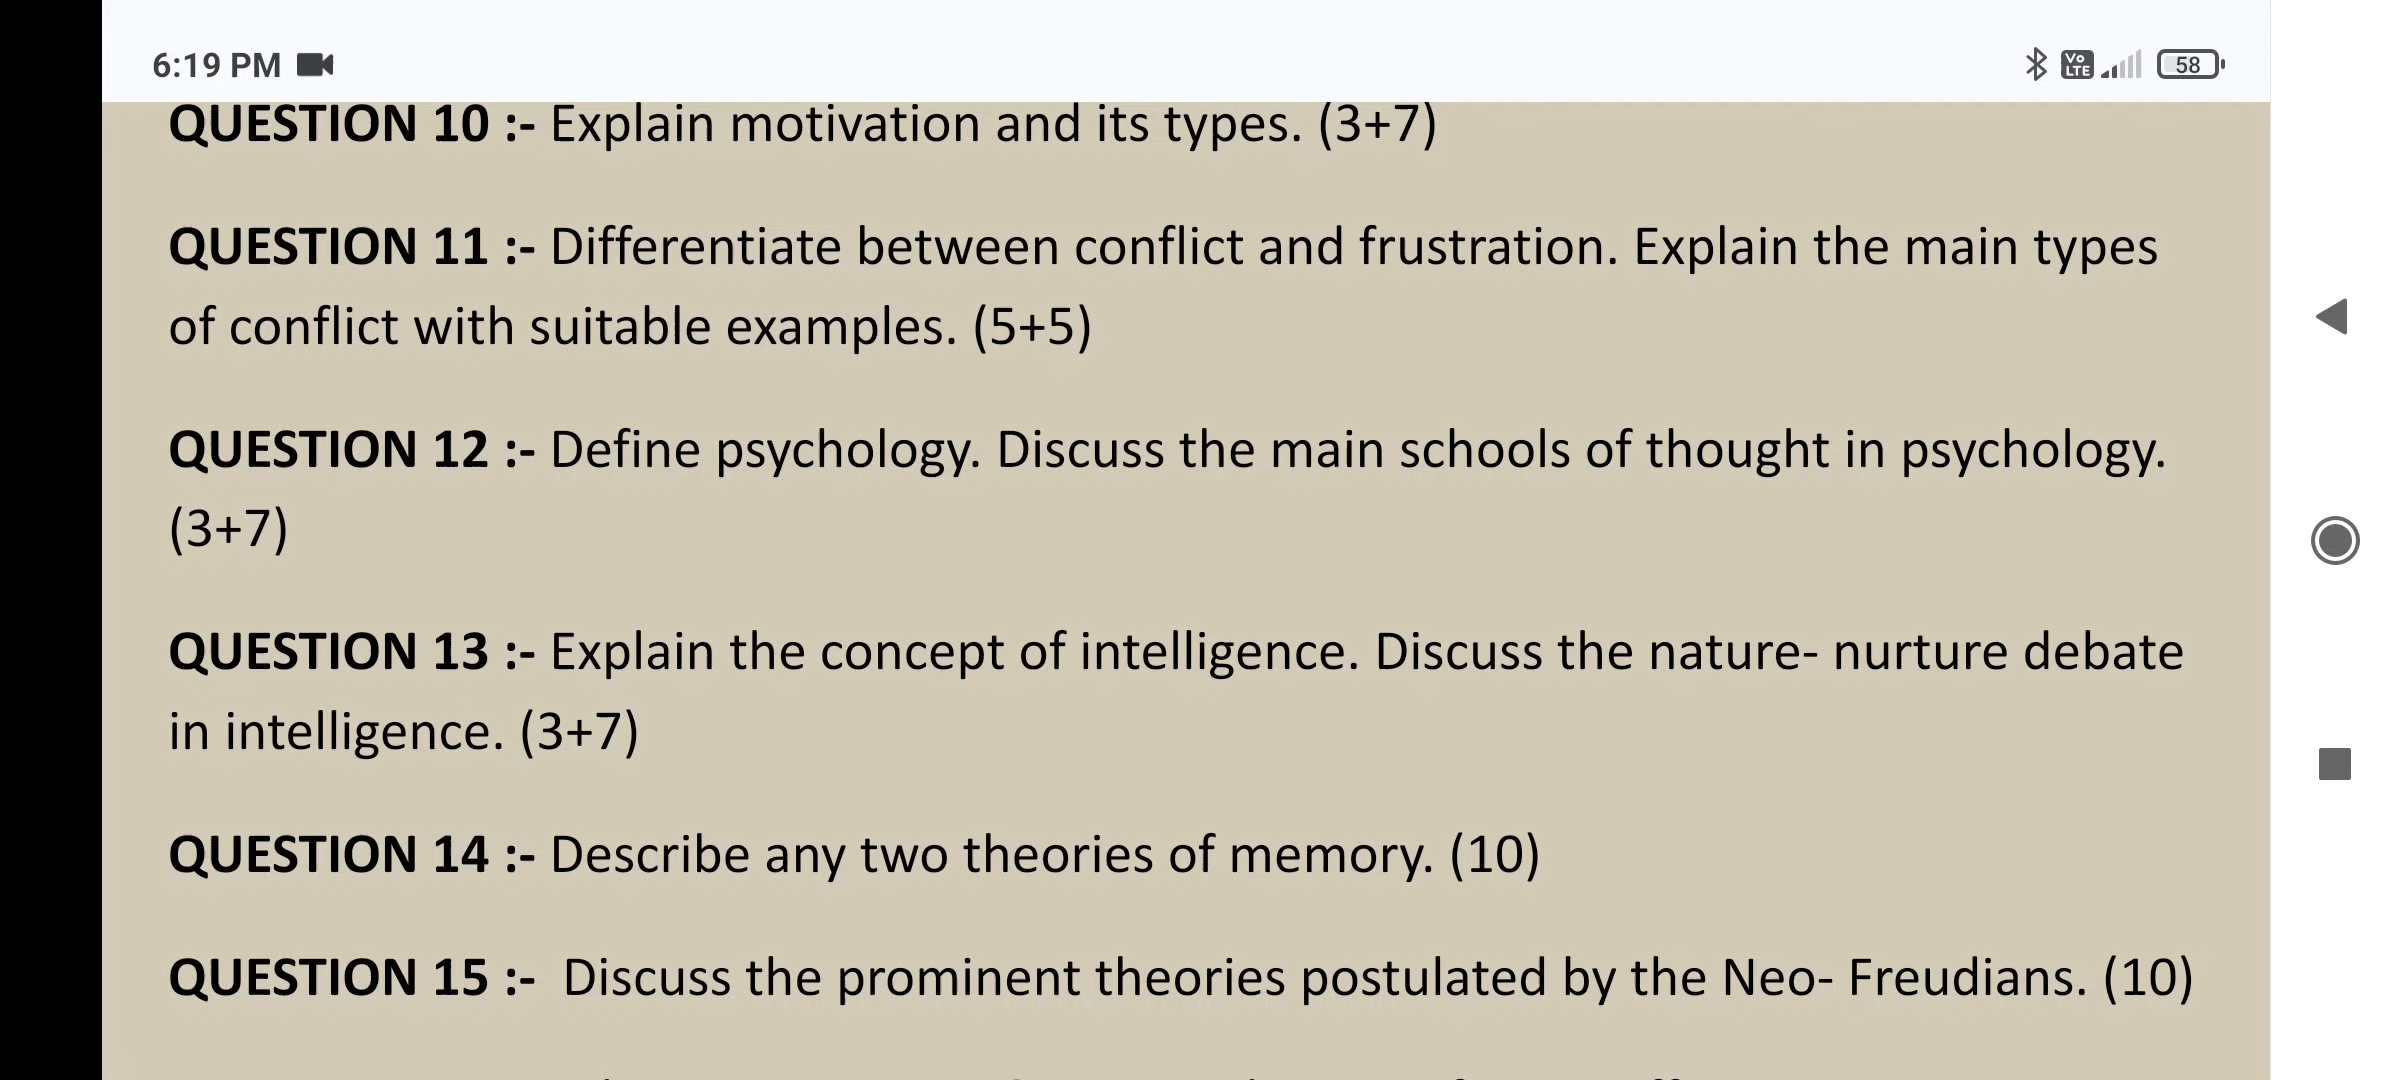 6:19 PM
Vo LTE
58
QUESTION 10 :- Explain motivation and its types. (3+7)
QUESTION 11 :- Differentiate between conflict and frustration. Explain the main types
of conflict with suitable examples. (5+5)
QUESTION 12 :- Define psychology. Discuss the main schools of thought in psychology.
(3+7)
QUESTION 13 :- Explain the concept of intelligence. Discuss the nature- nurture debate
in intelligence. (3+7)
QUESTION 14 :- Describe any two theories of memory. (10)
QUESTION 15 :-  Discuss the prominent theories postulated by the Neo- Freudians. (10)